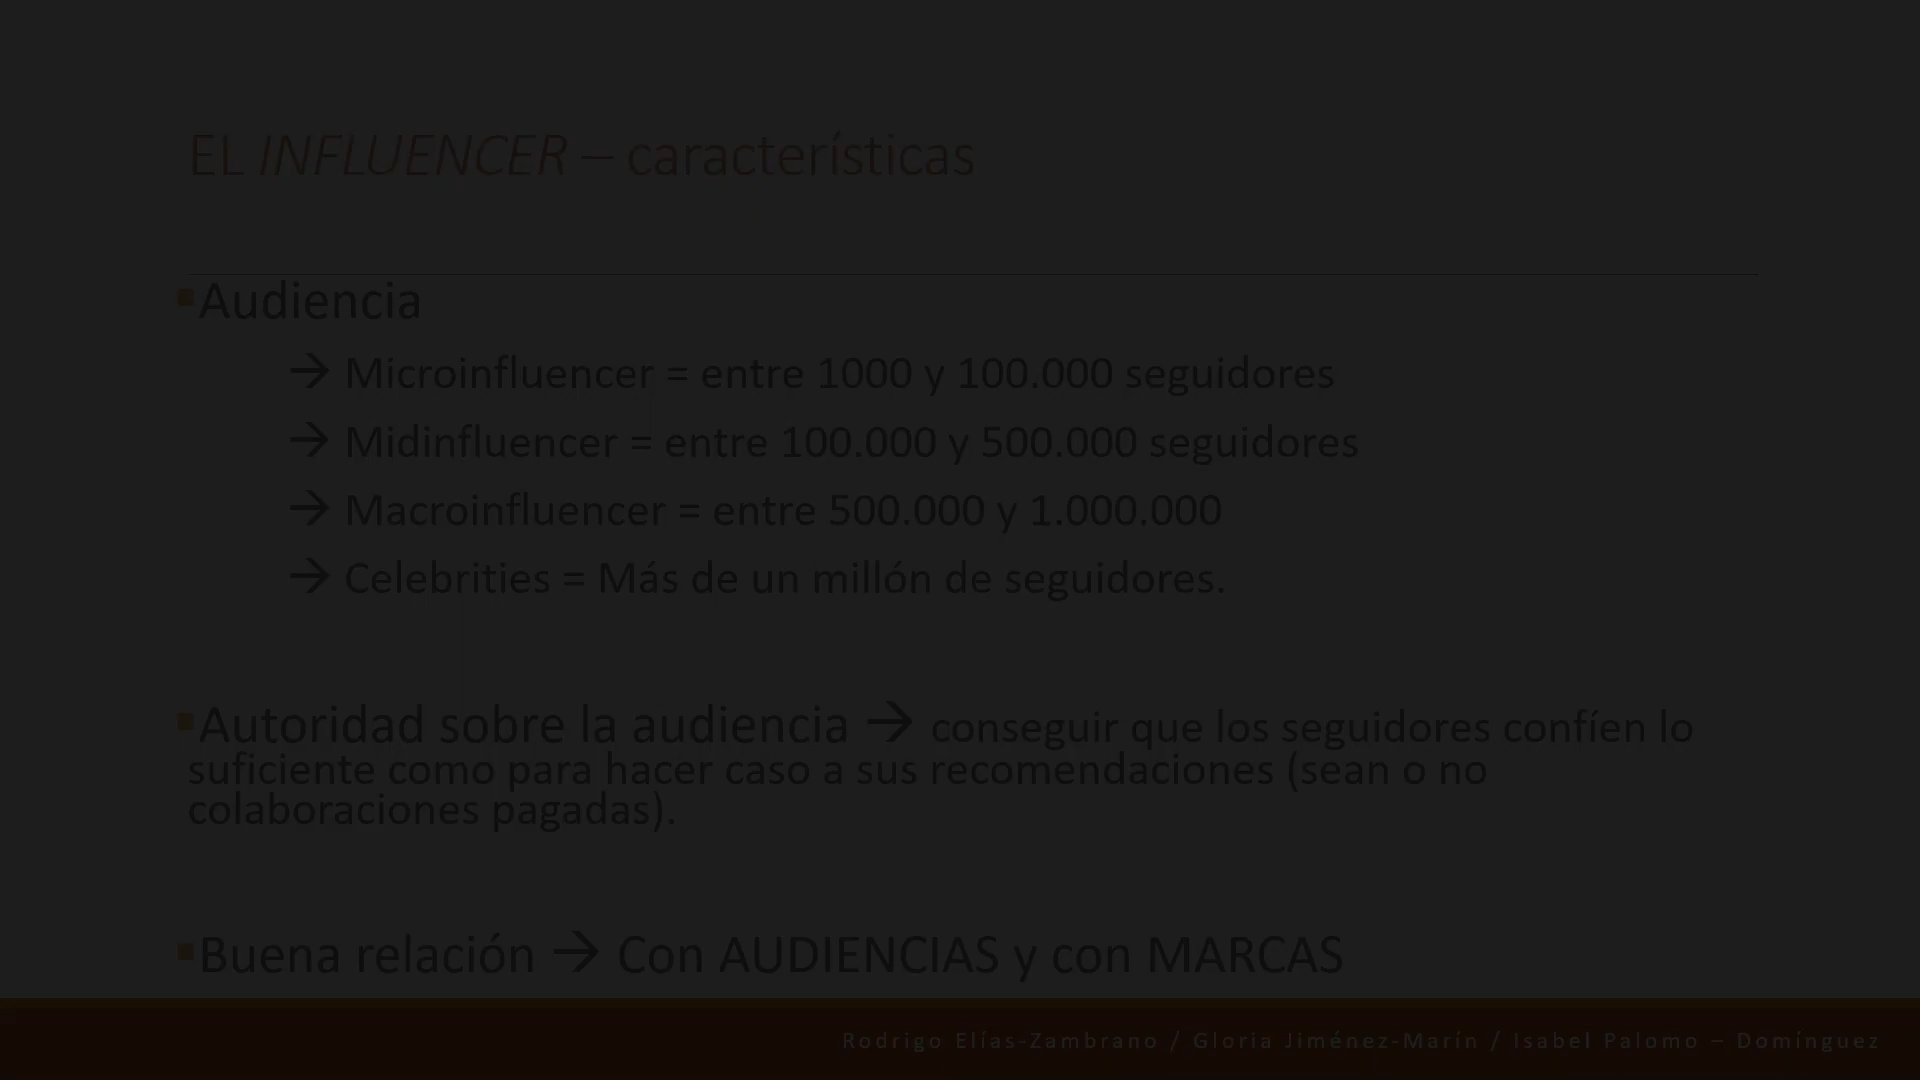 EL INFLUENCER – características
▪Audiencia
→ Microinfluencer = entre 1000 y 100.000 seguidores
→ Midinfluencer = entre 100.000 y 500.000 seguidores
→ Macroinfluencer = entre 500.000 y 1.000.000
→ Celebrities = Más de un millón de seguidores.
▪Autoridad sobre la audiencia → conseguir que los seguidores confíen lo
suficiente como para hacer caso a sus recomendaciones (sean o no
colaboraciones pagadas).
▪Buena relación → Con AUDIENCIAS y con MARCAS
Rodrigo Elías-Zambrano / Gloria Jiménez-Marín / Isabel Palomo – Domínguez